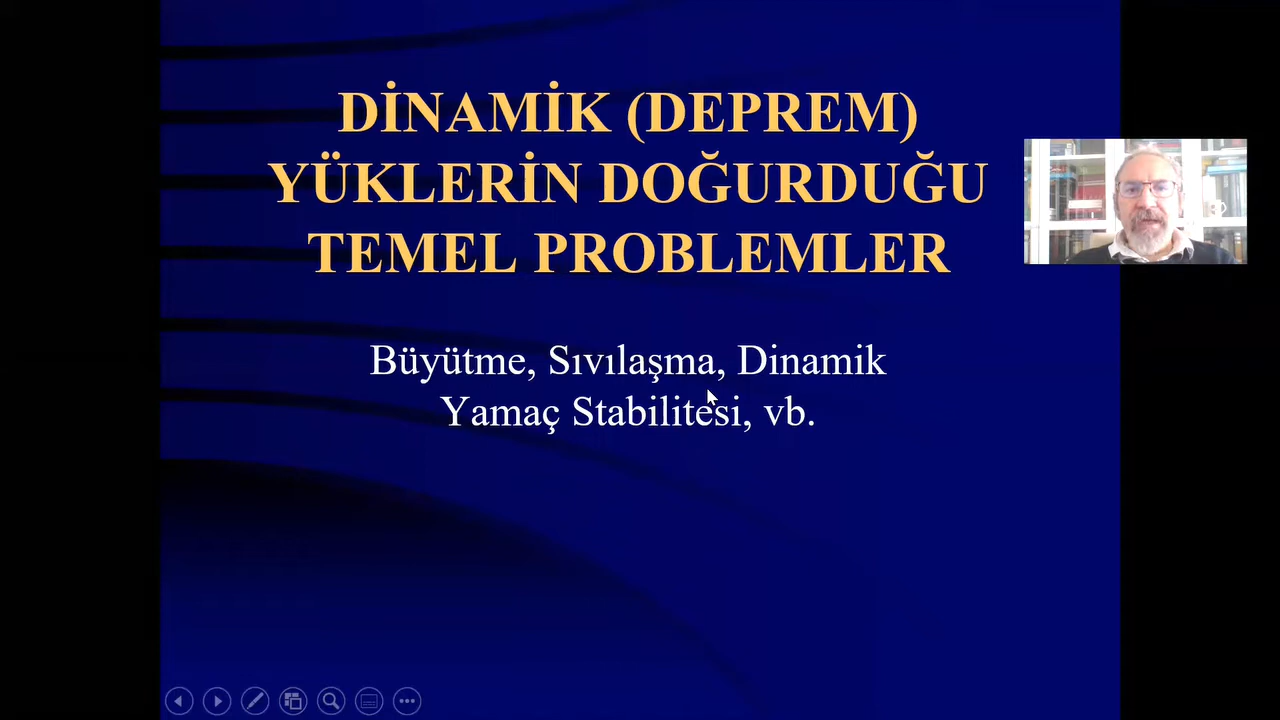 DİNAMİK (DEPREM)
YÜKLERİN DOĞURDUĞU
TEMEL PROBLEMLER
Büyütme, Sıvılaşma, Dinamik
Yamaç Stabilitesi, vb.